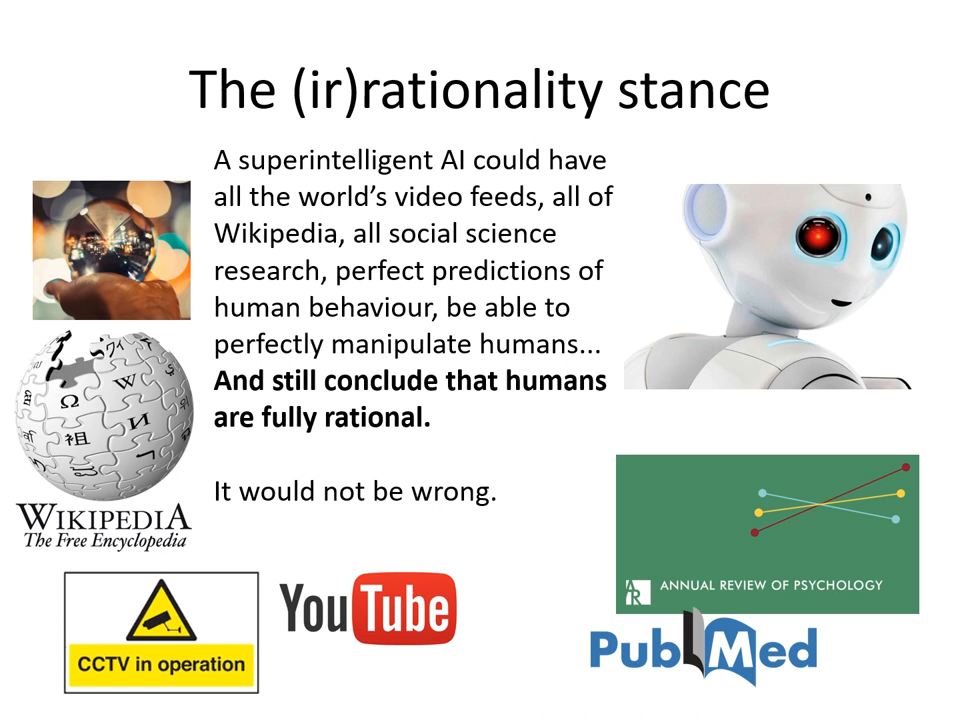 The (ir)rationality stance
A superintelligent AI could have
all the world's video feeds, all of
Wikipedia, all social science
research, perfect predictions of
human behaviour, be able to
perfectly manipulate humans...
And still conclude that humans
are fully rational.
It would not be wrong.
WIKIPEDIA
The Free Encyclopedia
CCTV in operation
YouTube
AR ANNUAL REVIEW OF PSYCHOLOGY
PubMed